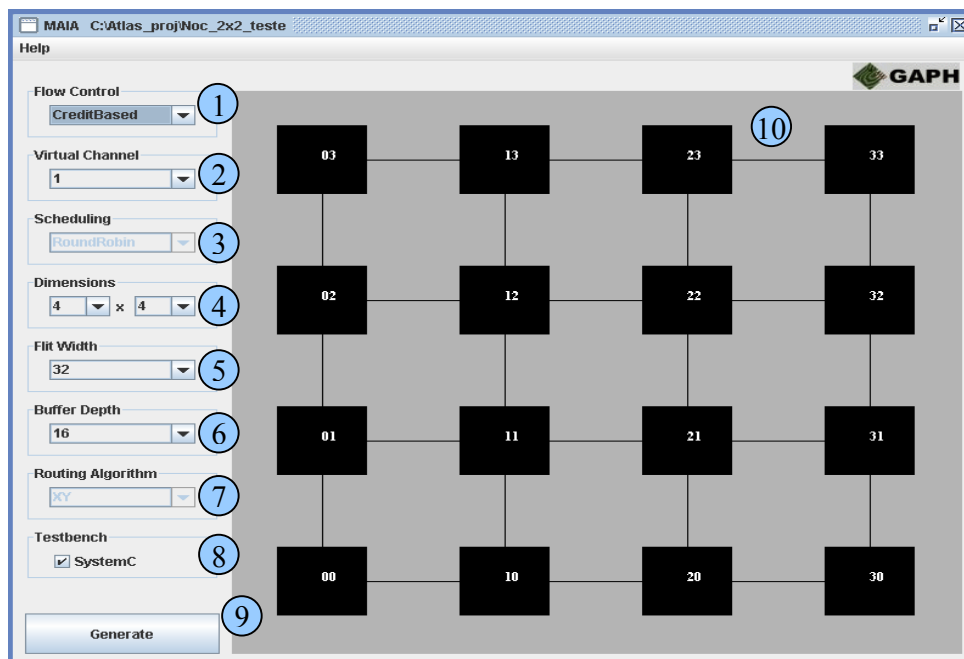 MAIA C:\Atlas_proj\Noc_2x2_teste
Help
GAPH
Flow Control
CreditBased
1
Virtual Channel
1
2
Scheduling
RoundRobin
3
Dimensions
4 x 4
4
Flit Width
32
5
Buffer Depth
16
6
Routing Algorithm
XY
7
Testbench
SystemC
8
Generate
9
10
03 13 23 33
02 12 22 32
01 11 21 31
00 10 20 30